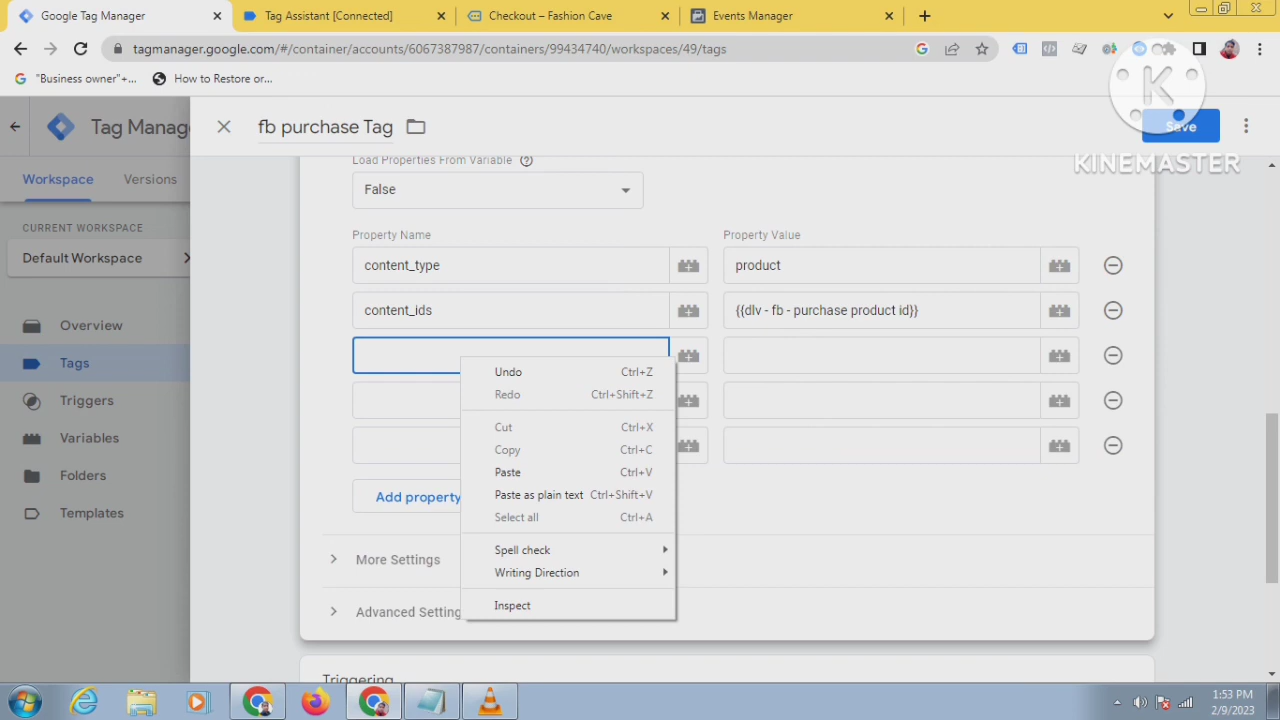 Google Tag Manager
Tag Assistant [Connected]
Checkout – Fashion Cave
Events Manager
tagmanager.google.com/#/container/accounts/6067387987/containers/99434740/workspaces/49/tags
"Business owner"+...
How to Restore or...
Tag Manage
fb purchase Tag
Save
K
KINEMASTER
Workspace
Versions
Load Properties From Variable
False
CURRENT WORKSPACE
Default Workspace
Property Name
Property Value
content_type
product
content_ids
{{dlv - fb - purchase product id}}
Overview
Tags
Triggers
Variables
Folders
Templates
Undo Ctrl+Z
Redo Ctrl+Shift+Z
Cut Ctrl+X
Copy Ctrl+C
Paste Ctrl+V
Paste as plain text Ctrl+Shift+V
Select all Ctrl+A
Spell check
Writing Direction
Inspect
Add property
More Settings
Advanced Setting
Triggering
1:53 PM
2/9/2023